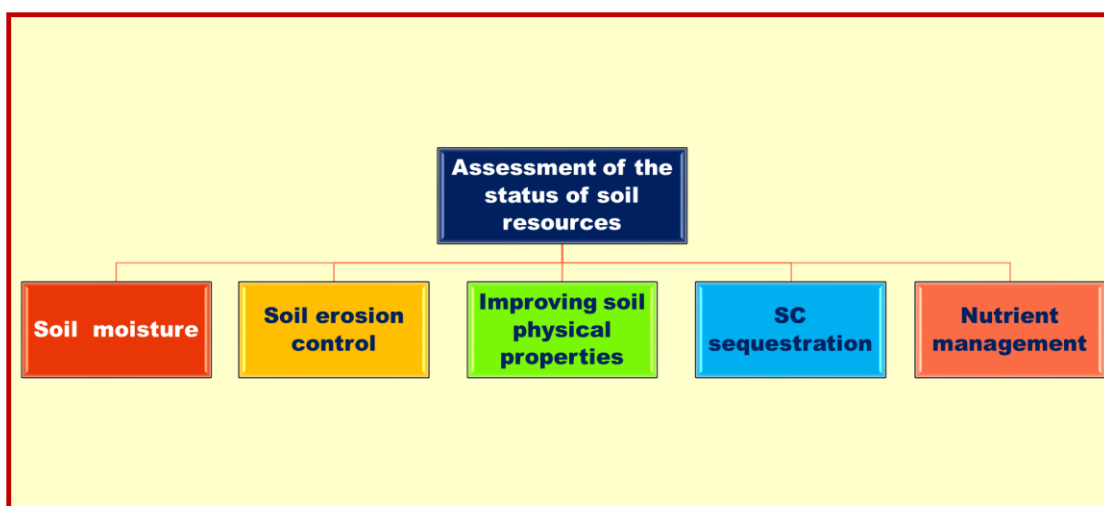 Assessment of the
status of soil
resources
Soil moisture
Soil erosion
control
Improving soil
physical
properties
SC
sequestration
Nutrient
management